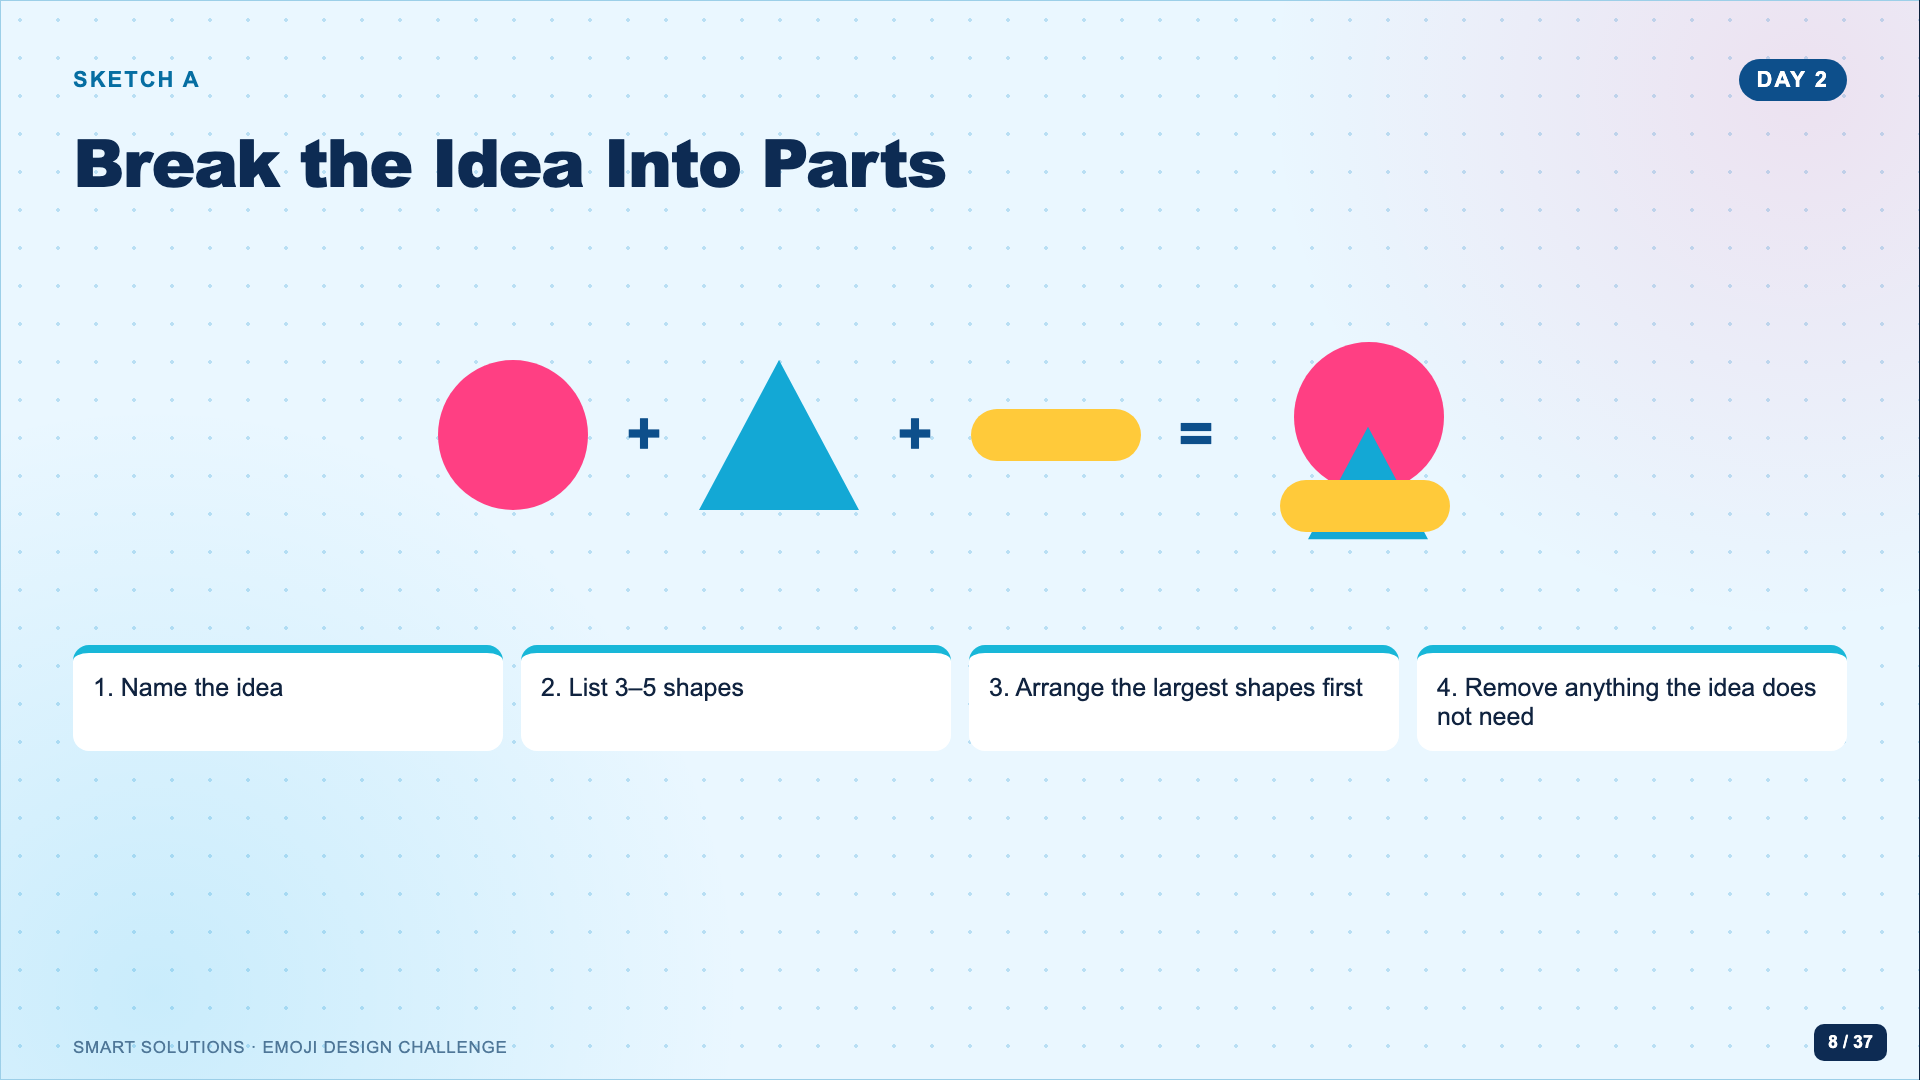 SKETCH A
DAY 2
Break the Idea Into Parts
+
+
=
1. Name the idea
2. List 3–5 shapes
3. Arrange the largest shapes first
4. Remove anything the idea does
not need
SMART SOLUTIONS · EMOJI DESIGN CHALLENGE
8 / 37